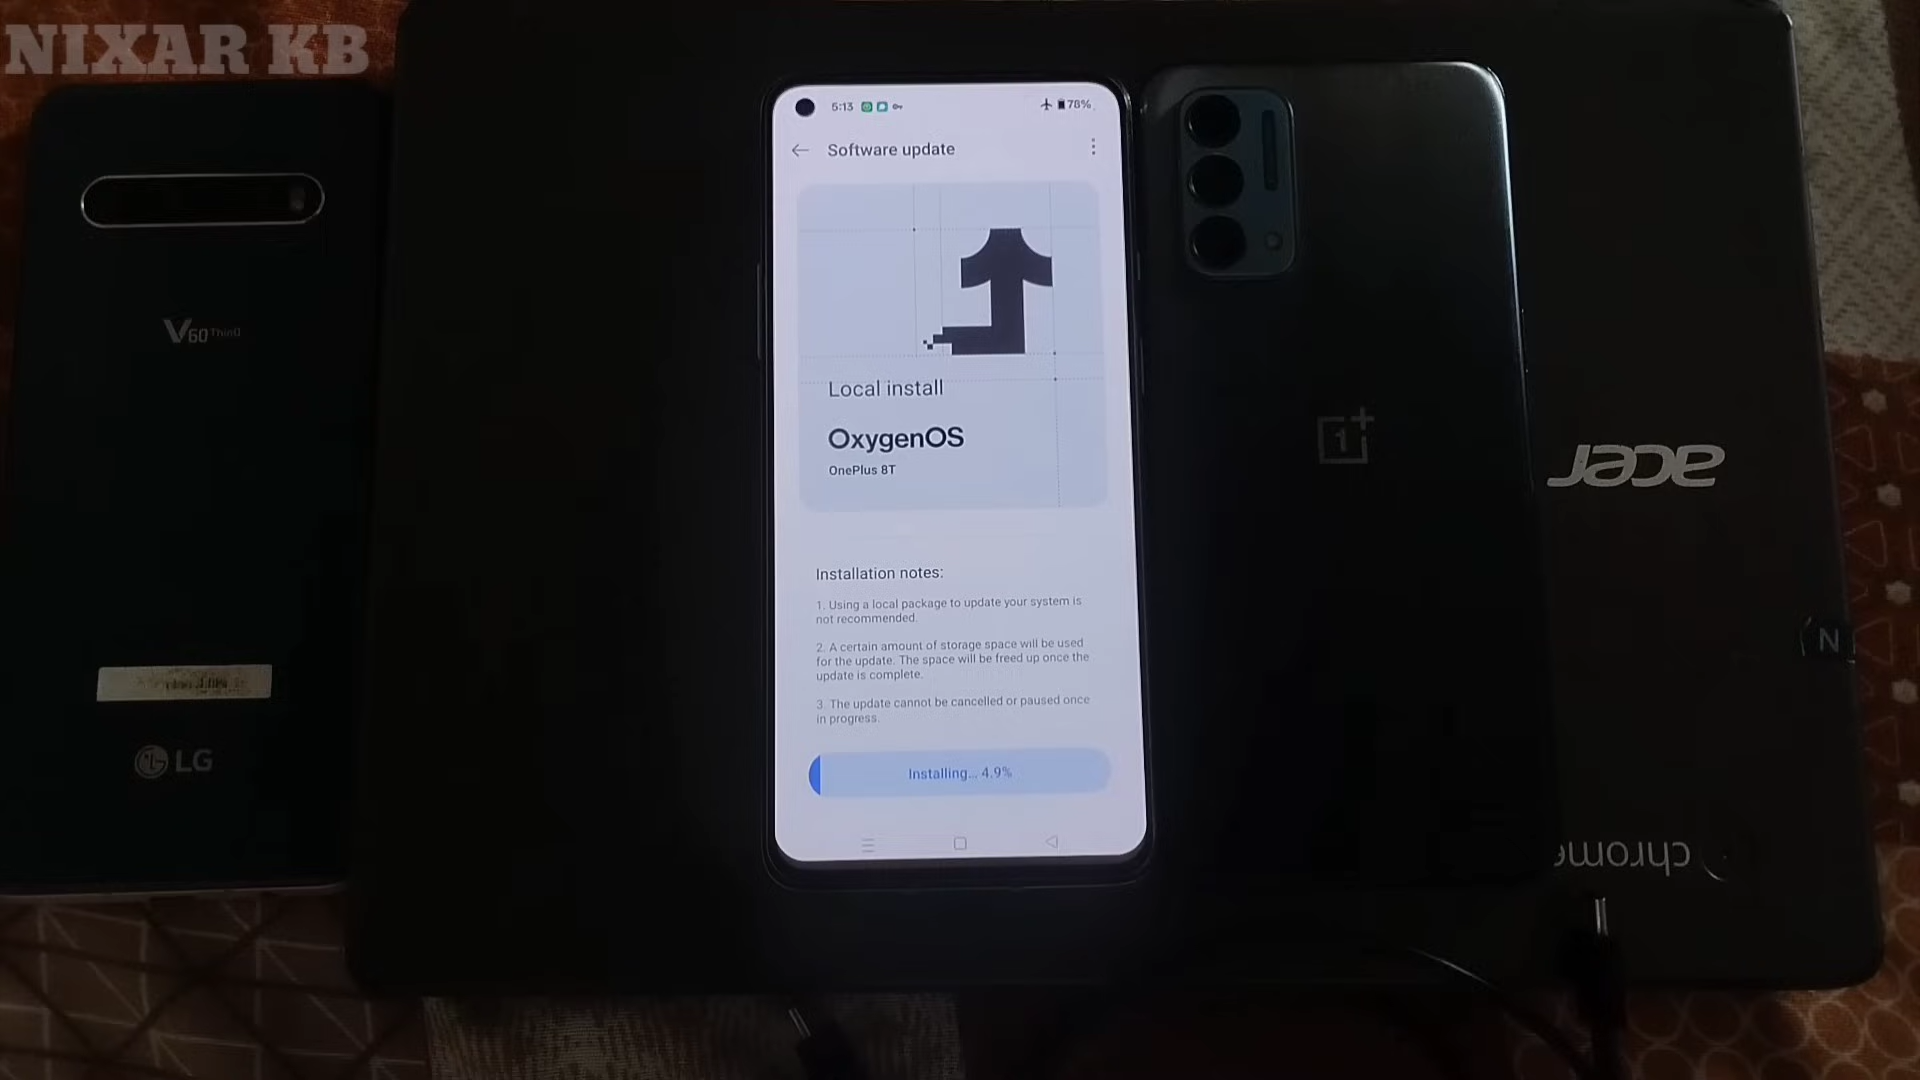 NIXAR KB
5:13
78%
Software update
Local install
OxygenOS
OnePlus 8T
Installation notes:
1. Using a local package to update your system is
not recommended.
2. A certain amount of storage space will be used
for the update. The space will be freed up once the
update is complete.
3. The update cannot be cancelled or paused once
in progress.
Installing... 4.9%
V60 ThinQ
LG
1+
acer
N
chrome